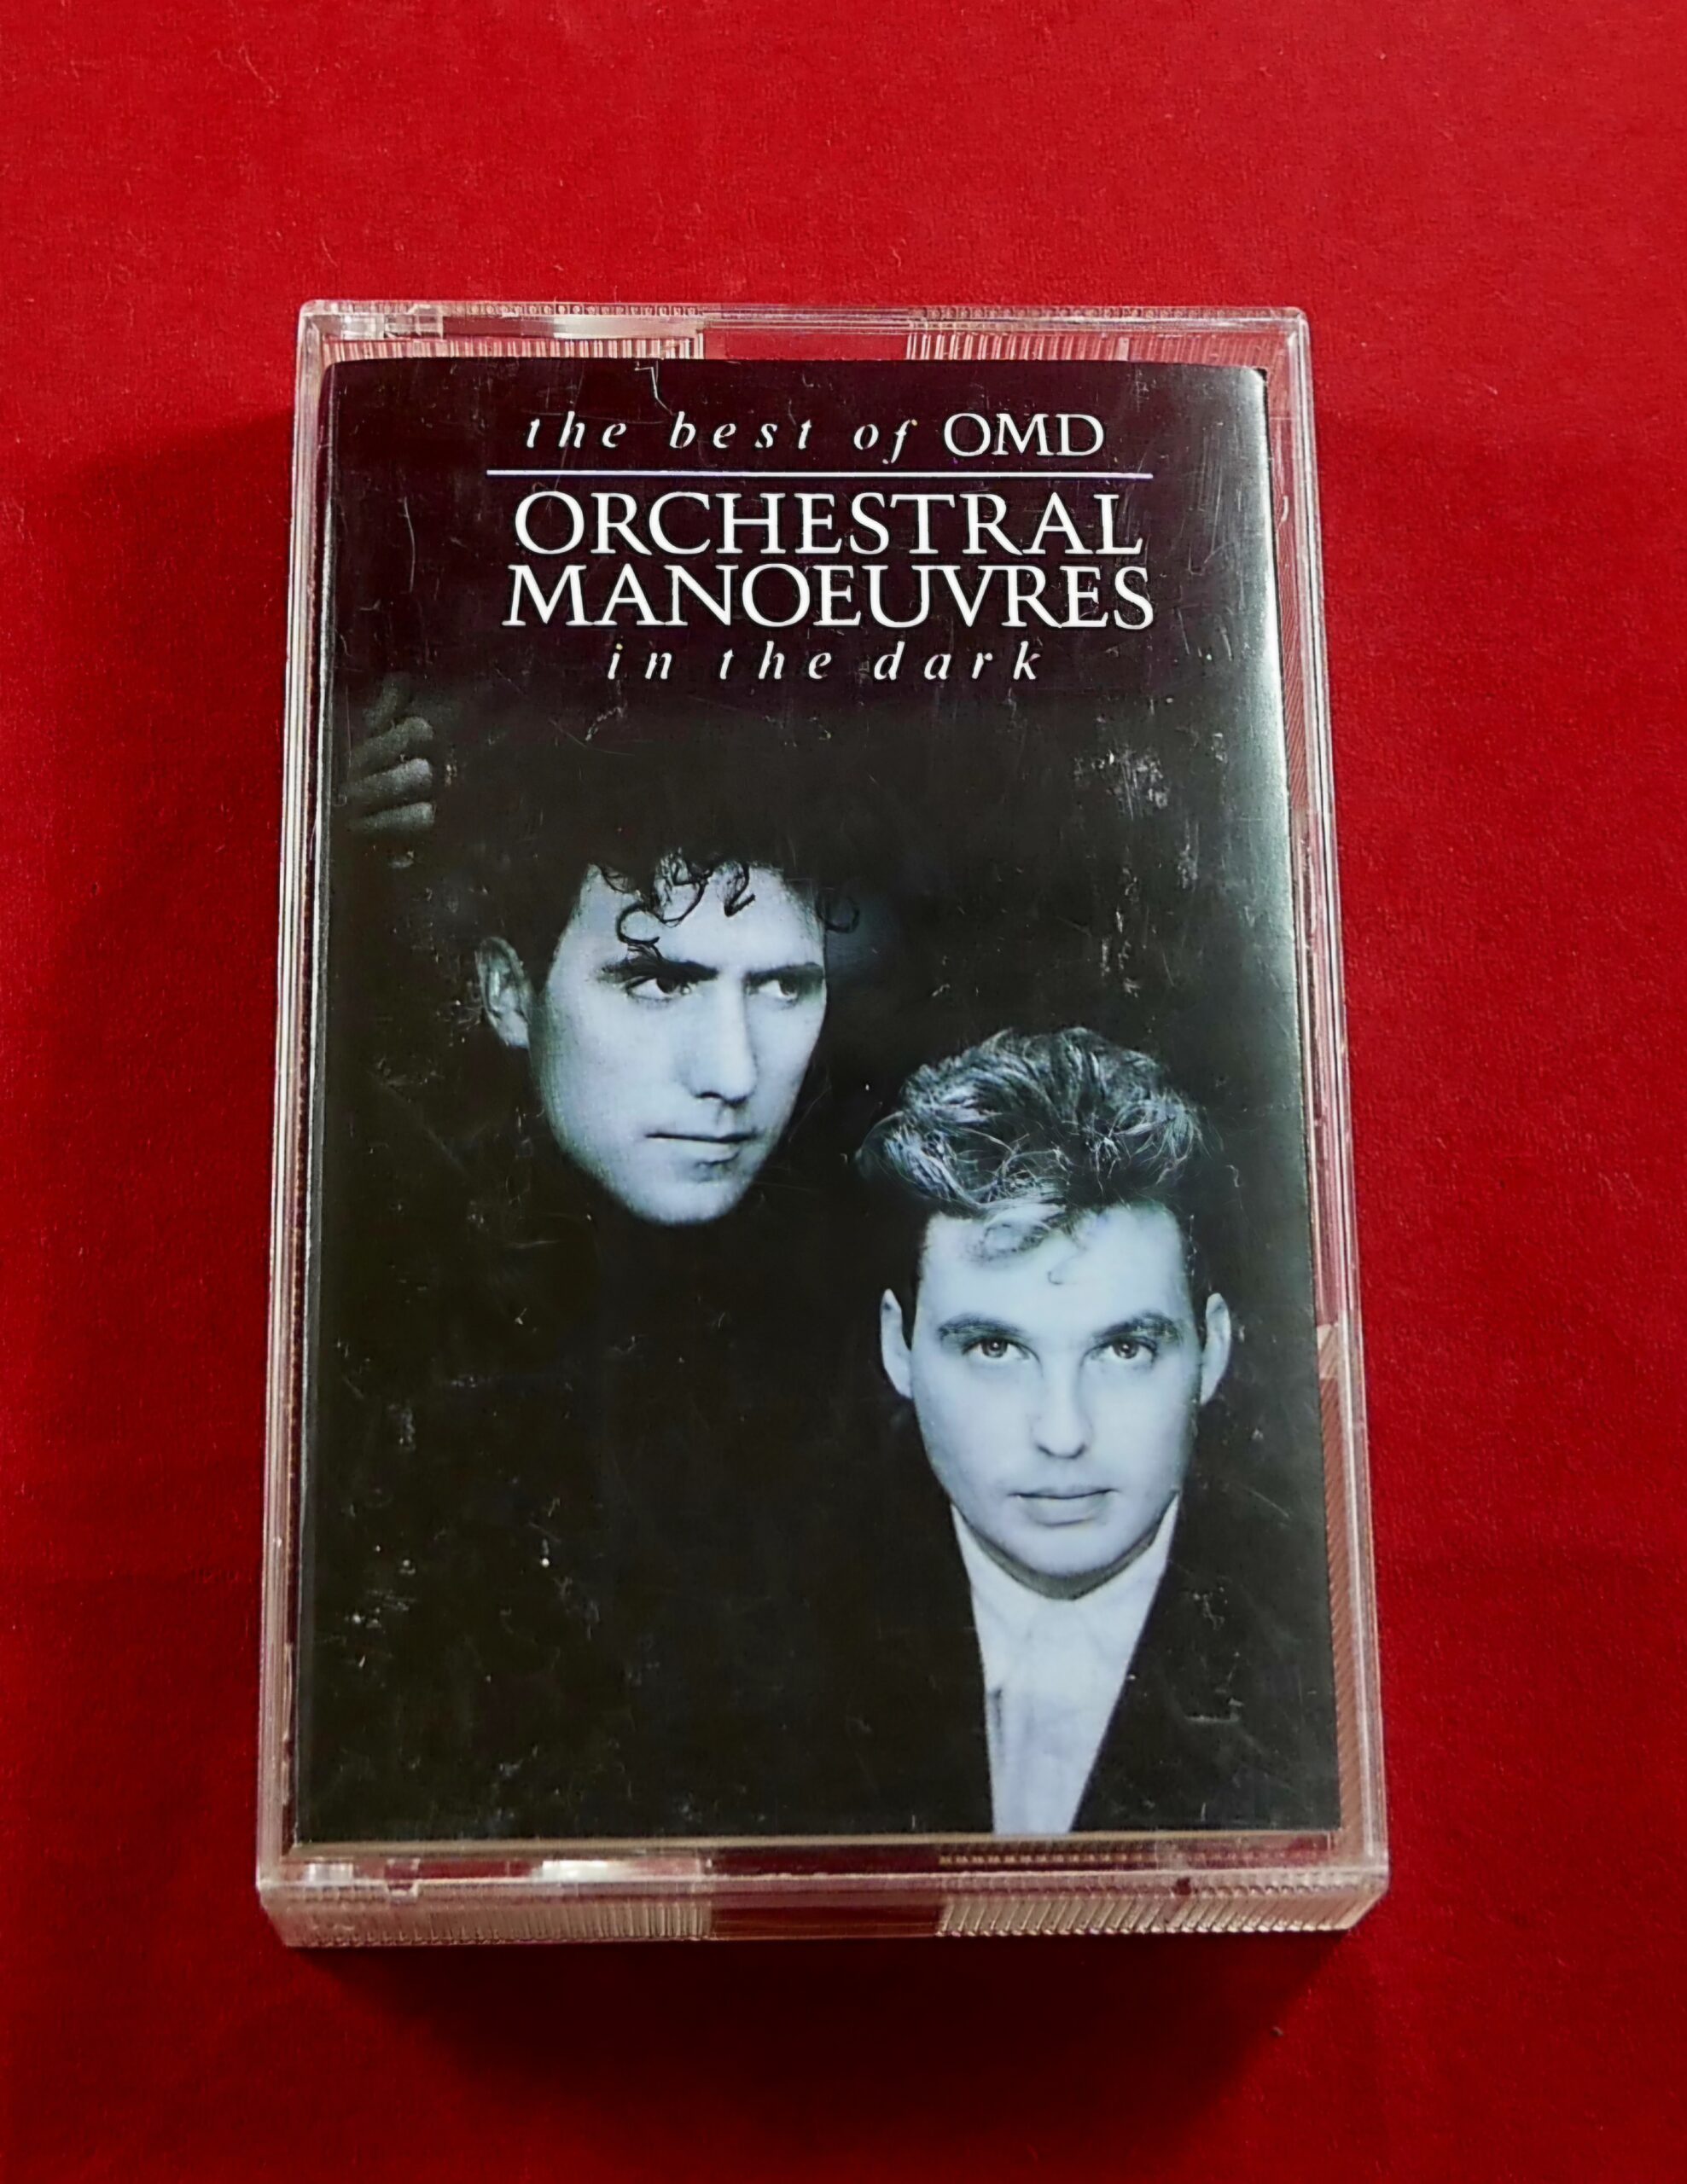 the best of OMD
ORCHESTRAL
MANOEUVRES
in the dark